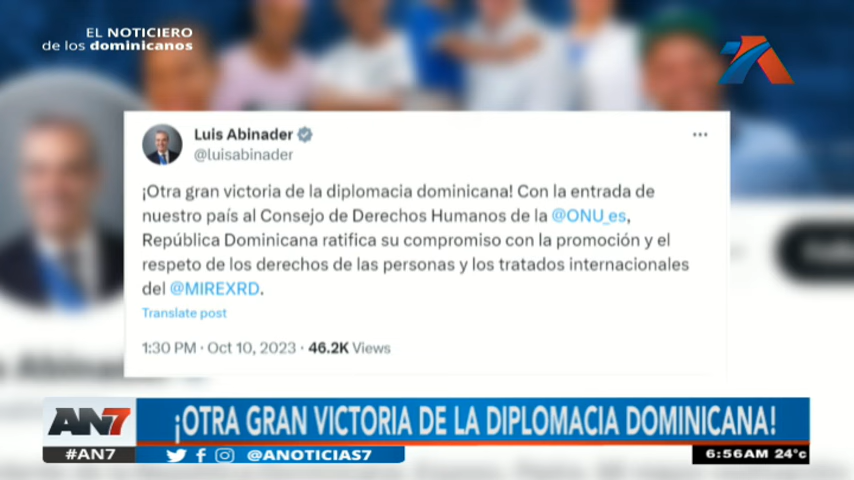 EL NOTICIERO
de los dominicanos
Luis Abinader
@luisabinader
¡Otra gran victoria de la diplomacia dominicana! Con la entrada de
nuestro país al Consejo de Derechos Humanos de la @ONU_es,
República Dominicana ratifica su compromiso con la promoción y el
respeto de los derechos de las personas y los tratados internacionales
del @MIREXRD.
Translate post
1:30 PM · Oct 10, 2023 · 46.2K Views
AN7
¡OTRA GRAN VICTORIA DE LA DIPLOMACIA DOMINICANA!
#AN7
@ANOTICIAS7
6:56AM 24°c